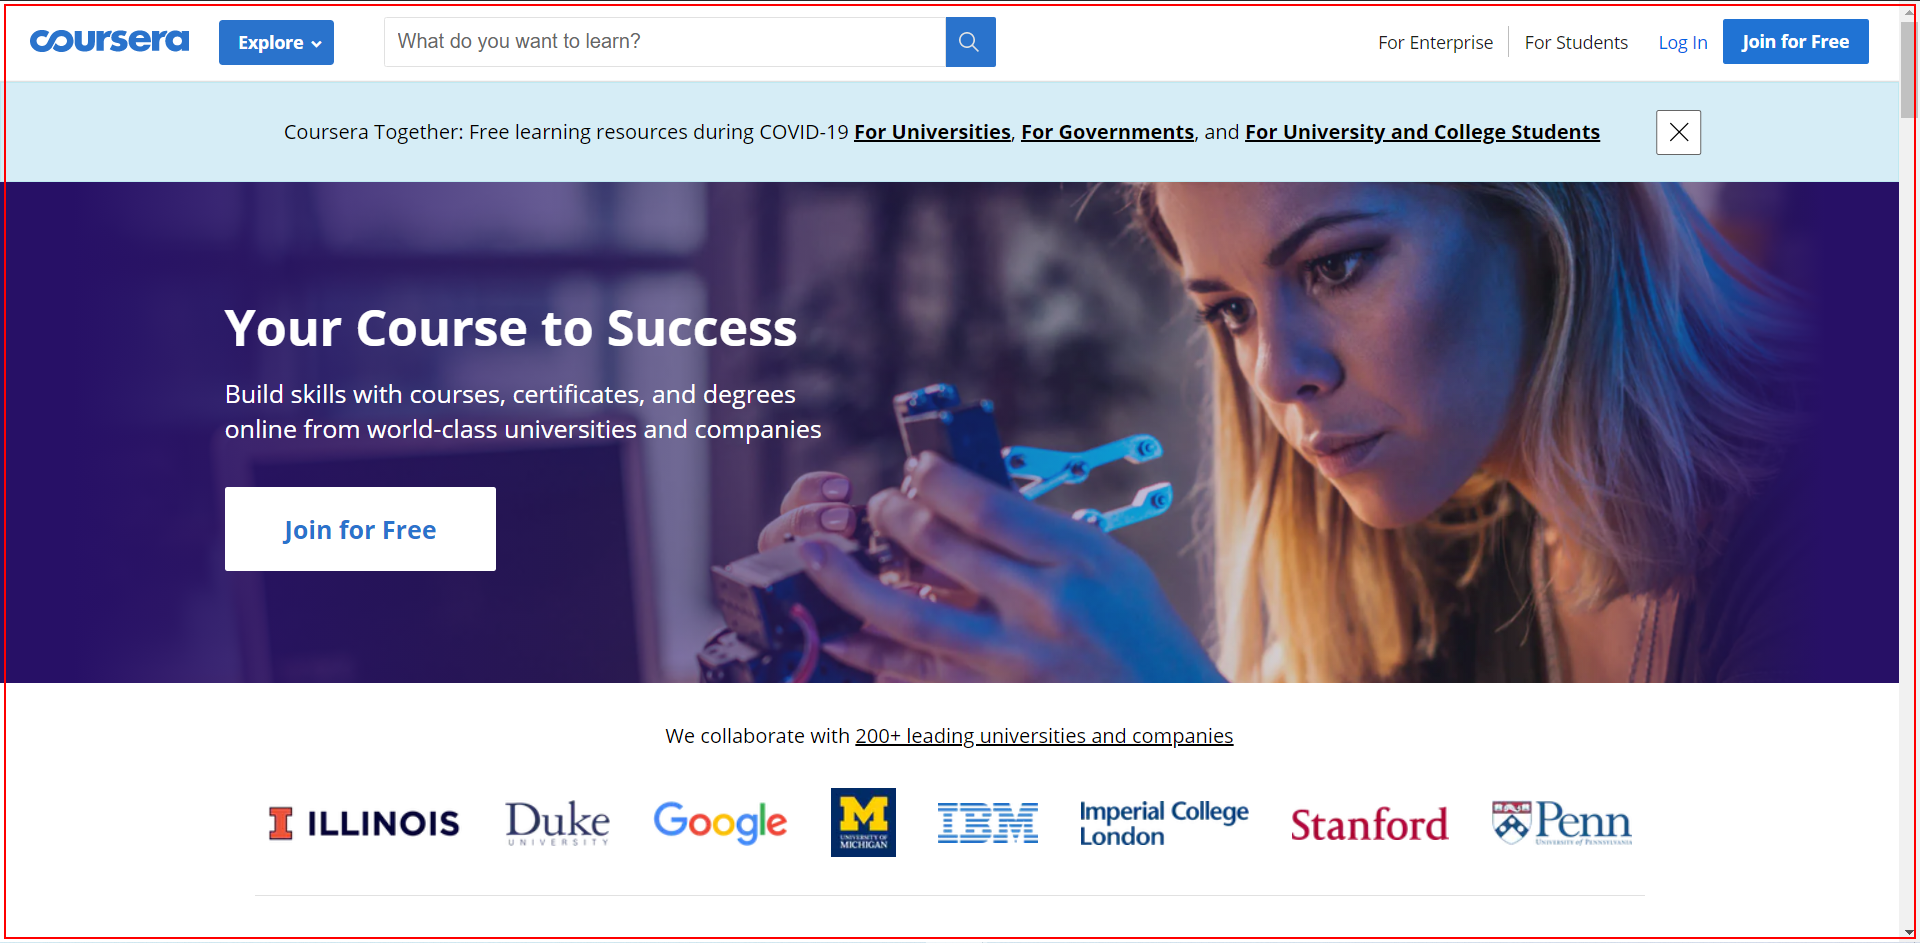 coursera
Explore
What do you want to learn?
For Enterprise
For Students
Log In
Join for Free
Coursera Together: Free learning resources during COVID-19 For Universities, For Governments, and For University and College Students
Your Course to Success
Build skills with courses, certificates, and degrees
online from world-class universities and companies
Join for Free
We collaborate with 200+ leading universities and companies
I ILLINOIS
Duke
UNIVERSITY
Google
M
UNIVERSITY OF
MICHIGAN
IBM
Imperial College
London
Stanford
Penn
UNIVERSITY of PENNSYLVANIA